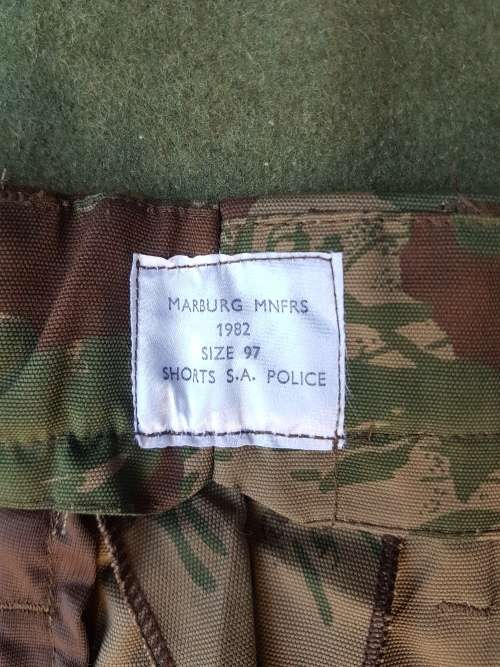 MARBURG MNFRS
1982
SIZE 97
SHORTS S.A. POLICE